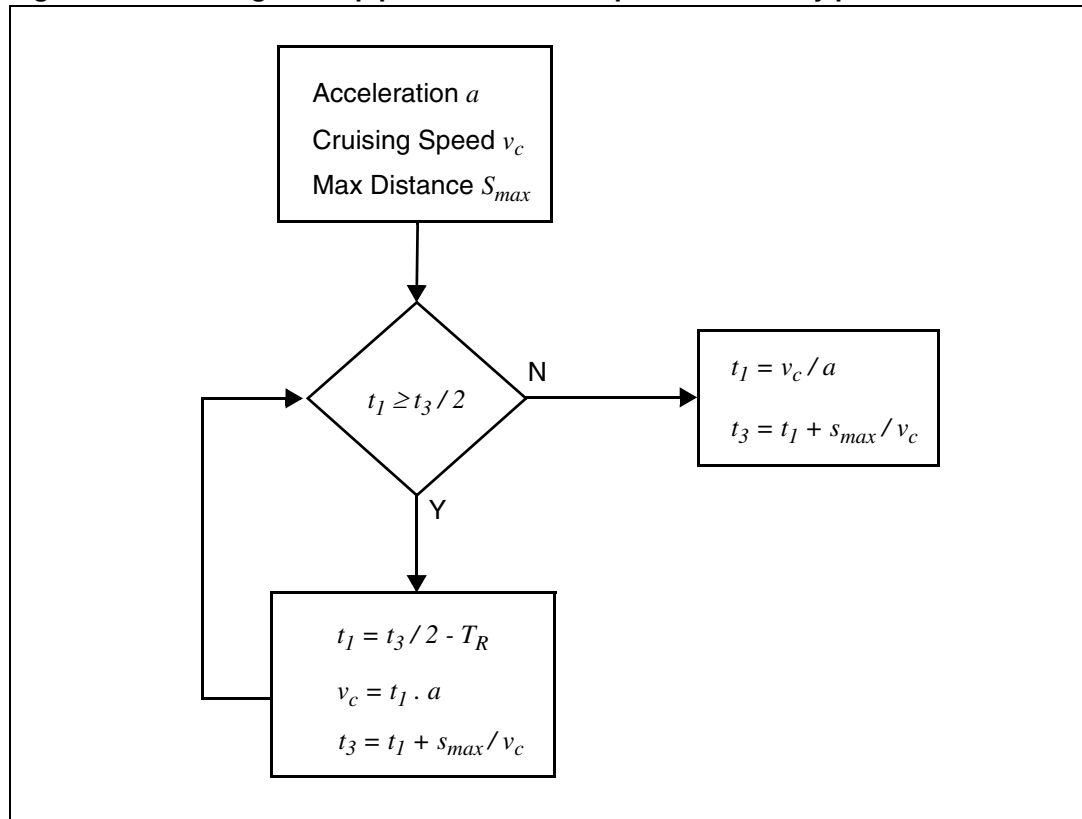 Acceleration a
Cruising Speed v_c
Max Distance S_max
t_1 ≥ t_3 / 2
N
t_1 = v_c / a
t_3 = t_1 + s_max / v_c
Y
t_1 = t_3 / 2 - T_R
v_c = t_1 . a
t_3 = t_1 + s_max / v_c